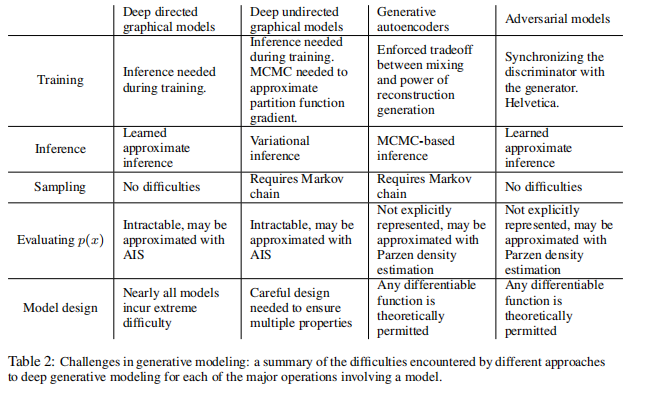 Deep directed graphical models | Deep undirected graphical models | Generative autoencoders | Adversarial models
Training | Inference needed during training. | Inference needed during training. MCMC needed to approximate partition function gradient. | Enforced tradeoff between mixing and power of reconstruction generation | Synchronizing the discriminator with the generator. Helvetica.
Inference | Learned approximate inference | Variational inference | MCMC-based inference | Learned approximate inference
Sampling | No difficulties | Requires Markov chain | Requires Markov chain | No difficulties
Evaluating p(x) | Intractable, may be approximated with AIS | Intractable, may be approximated with AIS | Not explicitly represented, may be approximated with Parzen density estimation | Not explicitly represented, may be approximated with Parzen density estimation
Model design | Nearly all models incur extreme difficulty | Careful design needed to ensure multiple properties | Any differentiable function is theoretically permitted | Any differentiable function is theoretically permitted
Table 2: Challenges in generative modeling: a summary of the difficulties encountered by different approaches
to deep generative modeling for each of the major operations involving a model.